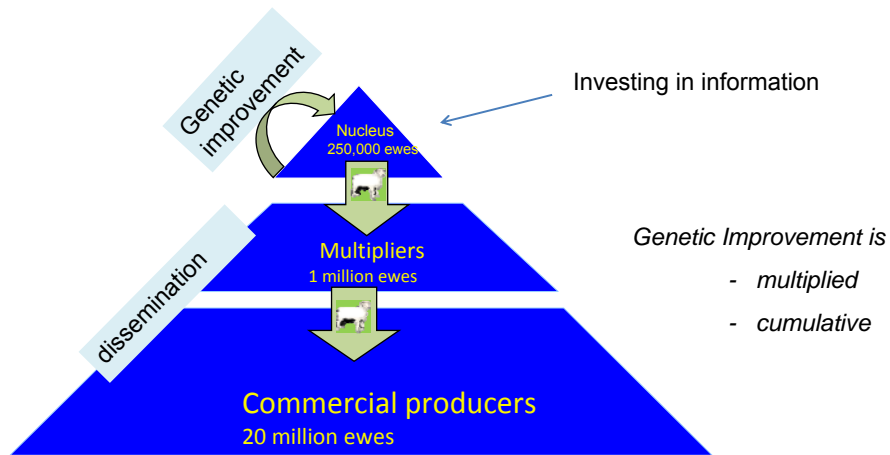 Genetic
improvement
Investing in information
Nucleus
250,000 ewes
Multipliers
1 million ewes
Genetic Improvement is
- multiplied
- cumulative
dissemination
Commercial producers
20 million ewes